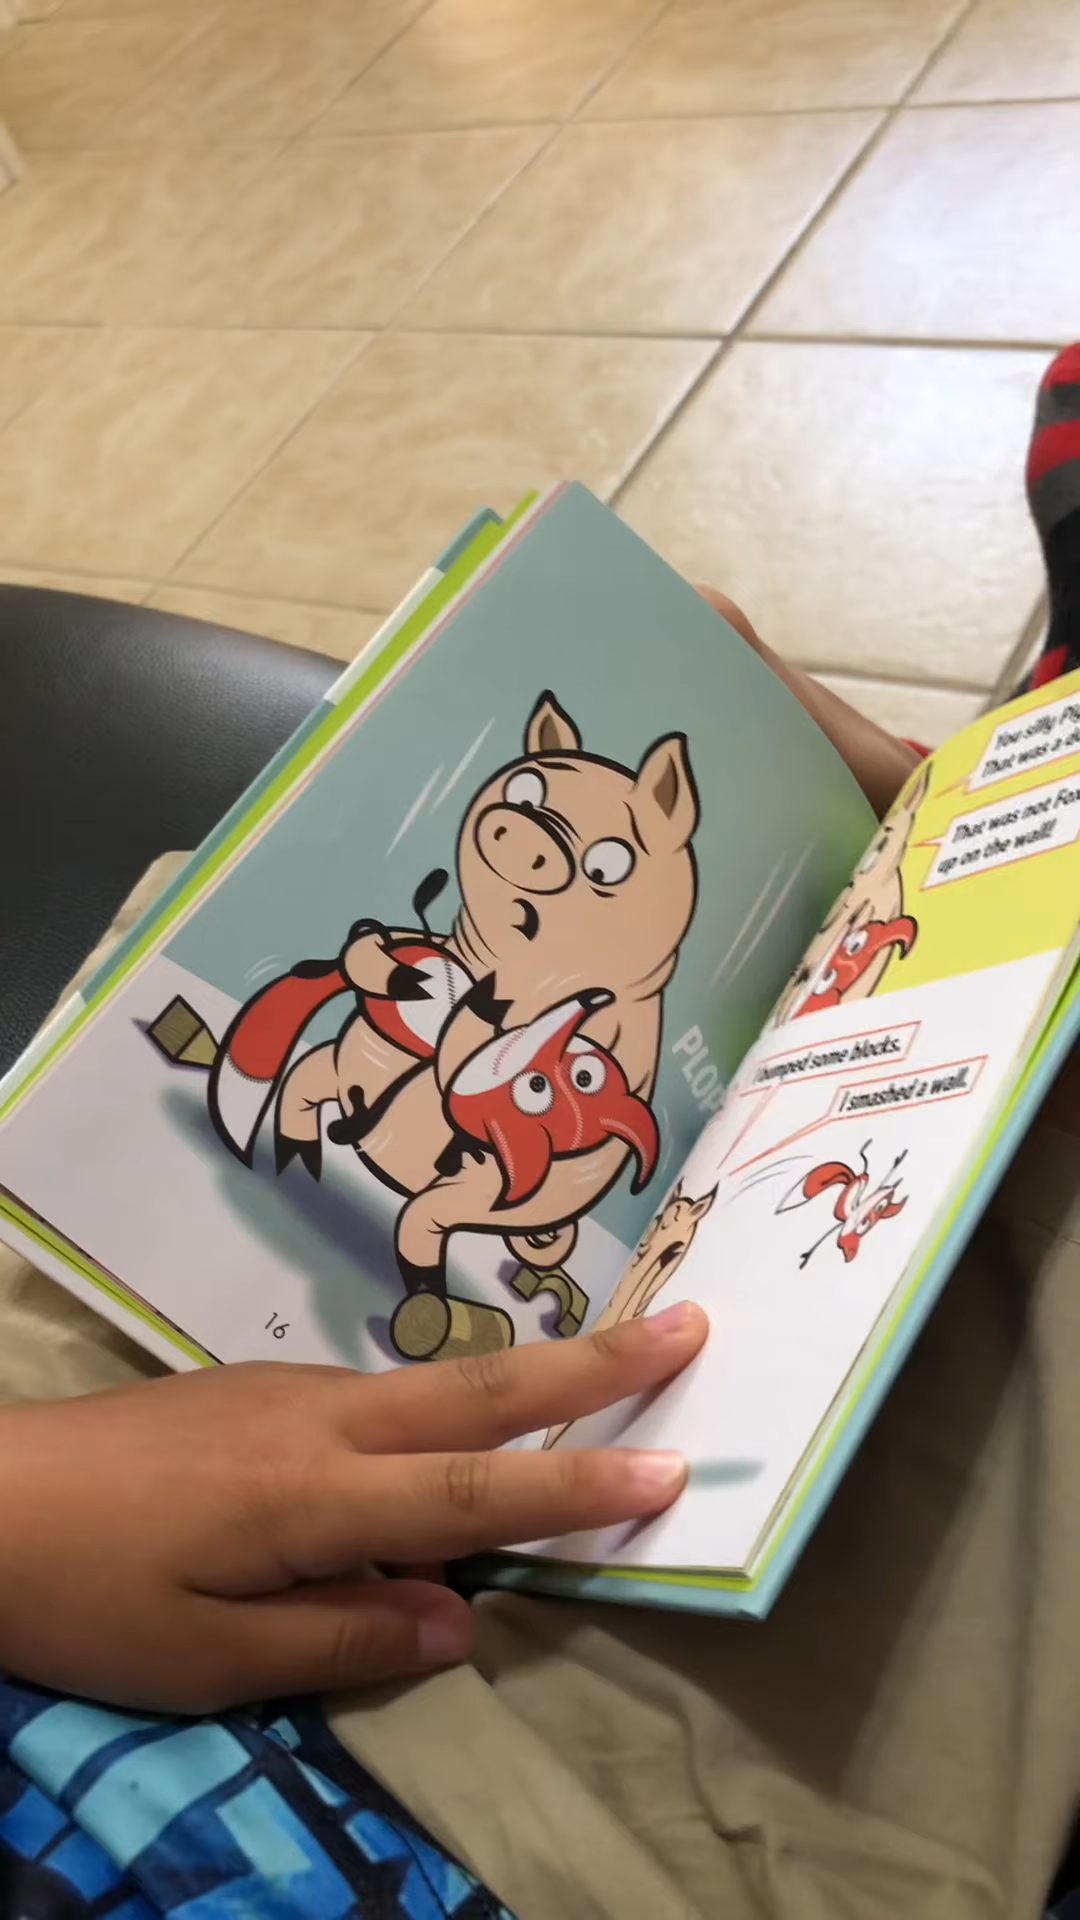 PLOP
16
You silly Pig
That was a
That was not Fox
up on the wall!
I bumped some blocks.
I smashed a wall.